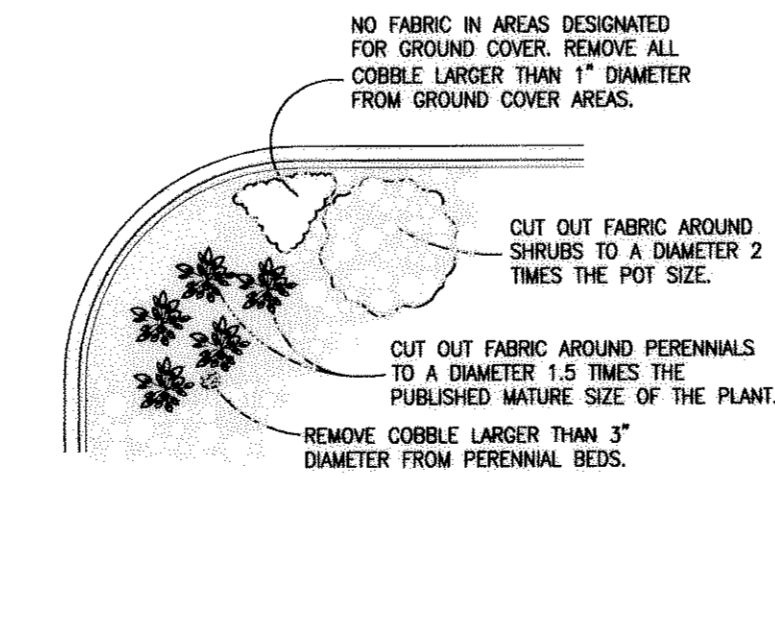 NO FABRIC IN AREAS DESIGNATED
FOR GROUND COVER. REMOVE ALL
COBBLE LARGER THAN 1" DIAMETER
FROM GROUND COVER AREAS.
CUT OUT FABRIC AROUND
SHRUBS TO A DIAMETER 2
TIMES THE POT SIZE.
CUT OUT FABRIC AROUND PERENNIALS
TO A DIAMETER 1.5 TIMES THE
PUBLISHED MATURE SIZE OF THE PLANT.
REMOVE COBBLE LARGER THAN 3"
DIAMETER FROM PERENNIAL BEDS.